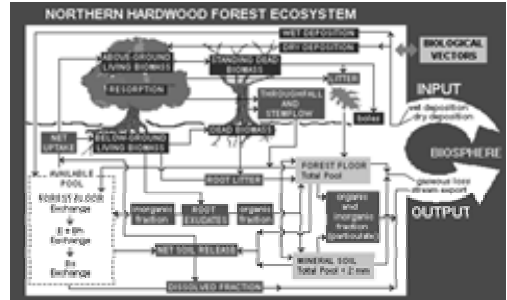 NORTHERN HARDWOOD FOREST ECOSYSTEM
WET DEPOSITION
DRY DEPOSITION
BIOLOGICAL
VECTORS
ABOVE-GROUND
LIVING BIOMASS
STANDING DEAD
BIOMASS
LITTER
RESORPTION
THROUGHFALL
AND
STEMFLOW
INPUT
wet deposition
dry deposition
boles
NET
UPTAKE
BELOW-GROUND
LIVING BIOMASS
DEAD BIOMASS
BIOSPHERE
AVAILABLE
POOL
ROOT LITTER
FOREST FLOOR
Total Pool
gaseous loss
stream export
OUTPUT
FOREST FLOOR
Exchange
inorganic
fraction
ROOT
EXUDATES
organic
fraction
organic
and
inorganic
fraction
(particulate)
E + Bh
Exchange
Bs
Exchange
NET SOIL RELEASE
MINERAL SOIL
Total Pool < 2 mm
DISSOLVED FRACTION